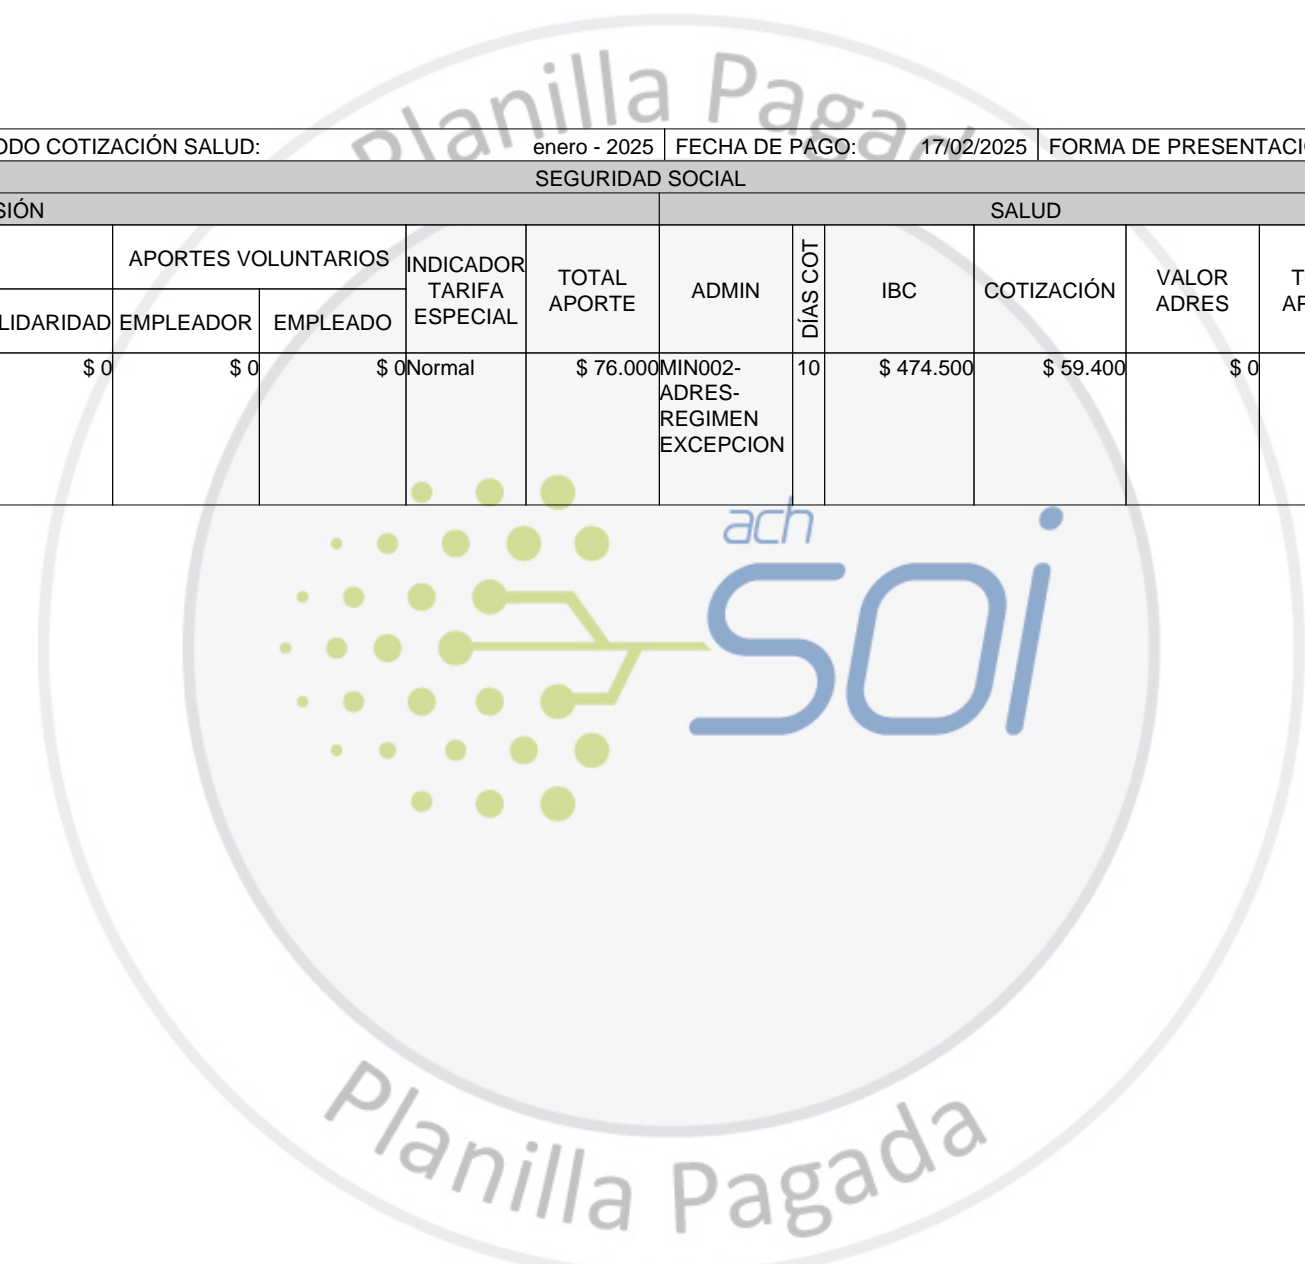 Planilla Pagada
ODO COTIZACIÓN SALUD: enero - 2025 FECHA DE PAGO: 17/02/2025 FORMA DE PRESENTACI
SEGURIDAD SOCIAL
SIÓN SALUD
APORTES VOLUNTARIOS INDICADOR TARIFA ESPECIAL TOTAL APORTE ADMIN DÍAS COT IBC COTIZACIÓN VALOR ADRES
LIDARIDAD EMPLEADOR EMPLEADO
$ 0 $ 0 $ 0 Normal $ 76.000 MIN002- 10 $ 474.500 $ 59.400 $ 0
ADRES-
REGIMEN
EXCEPCION
ach
soi
Planilla Pagada